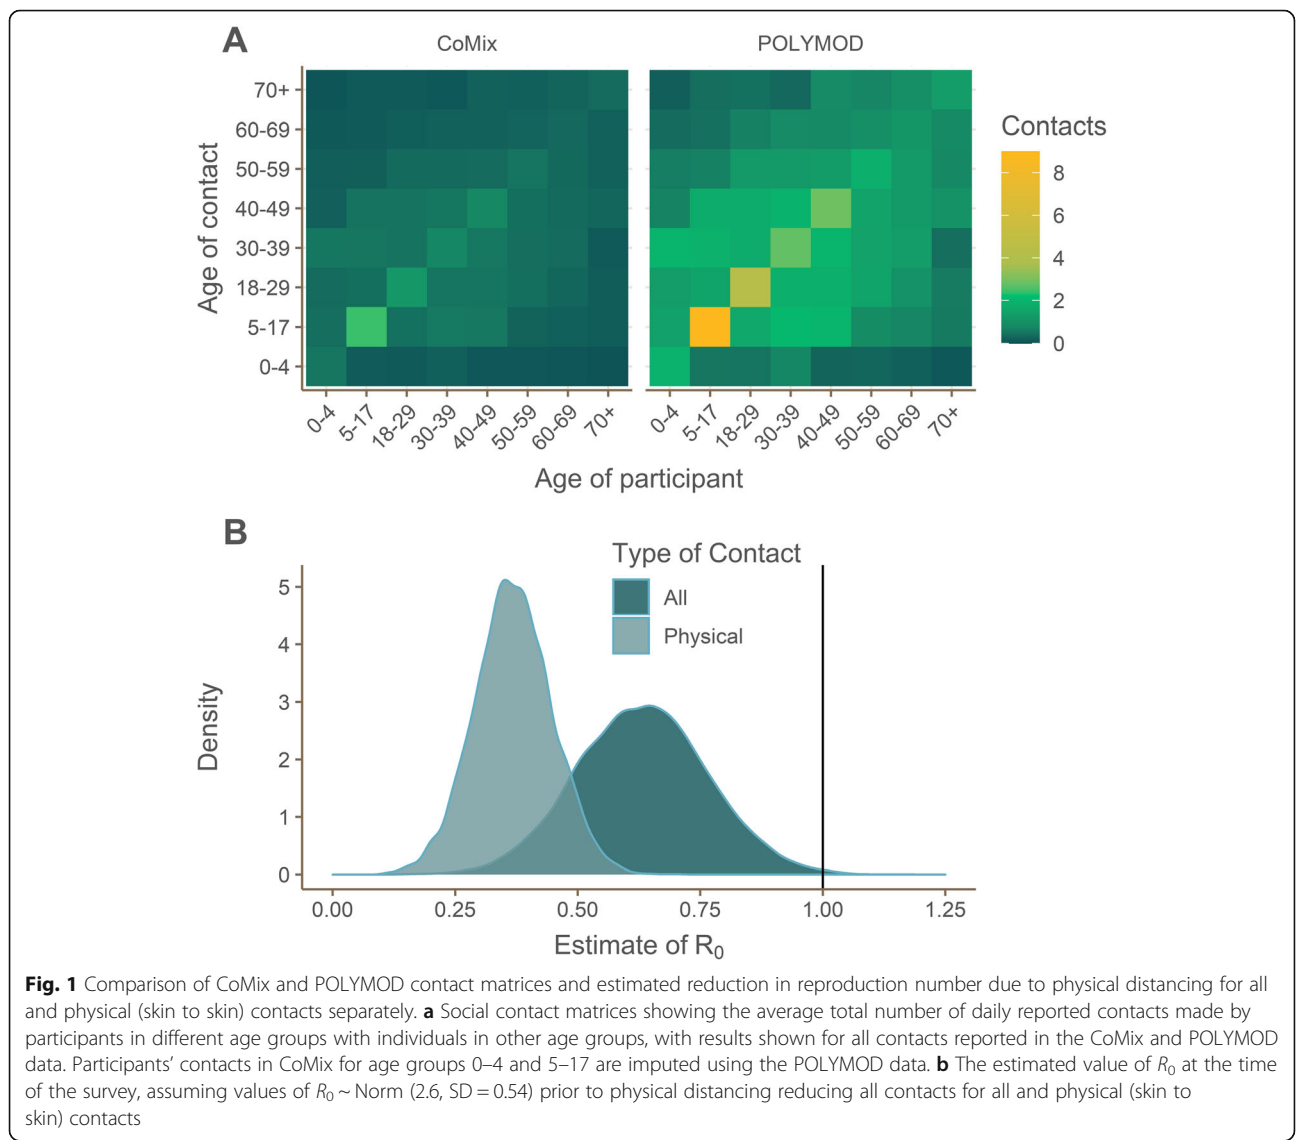 A
CoMix
POLYMOD
Age of contact
70+
60-69
50-59
40-49
30-39
18-29
5-17
0-4
0-4
5-17
18-29
30-39
40-49
50-59
60-69
70+
0-4
5-17
18-29
30-39
40-49
50-59
60-69
70+
Age of participant
Contacts
8
6
4
2
0
B
Type of Contact
All
Physical
Density
5
4
3
2
1
0
0.00
0.25
0.50
0.75
1.00
1.25
Estimate of R0
Fig. 1 Comparison of CoMix and POLYMOD contact matrices and estimated reduction in reproduction number due to physical distancing for all
and physical (skin to skin) contacts separately. a Social contact matrices showing the average total number of daily reported contacts made by
participants in different age groups with individuals in other age groups, with results shown for all contacts reported in the CoMix and POLYMOD
data. Participants' contacts in CoMix for age groups 0–4 and 5–17 are imputed using the POLYMOD data. b The estimated value of R0 at the time
of the survey, assuming values of R0 ~ Norm (2.6, SD = 0.54) prior to physical distancing reducing all contacts for all and physical (skin to
skin) contacts